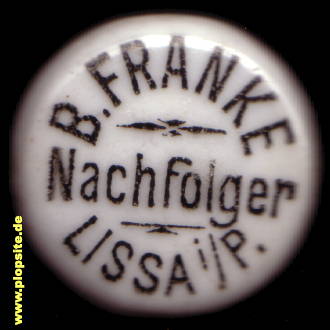 B. FRANKE
Nachfolger
LISSA i/P.
www.plopsite.de